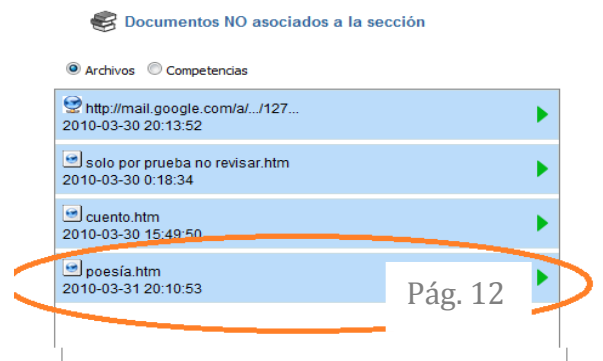 Documentos NO asociados a la sección
Archivos Competencias
http://mail.google.com/a/.../127...
2010-03-30 20:13:52
solo por prueba no revisar.htm
2010-03-30 0:18:34
cuento.htm
2010-03-30 15:49:50
poesía.htm
2010-03-31 20:10:53
Pág. 12